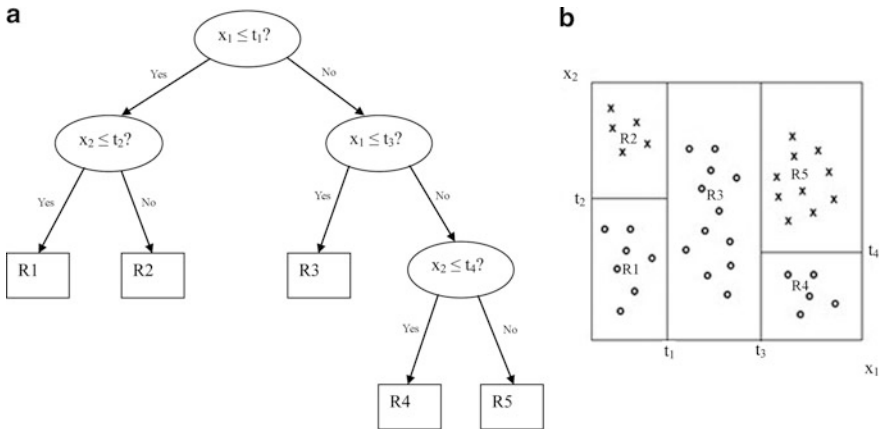 a
x₁ ≤ t₁?
Yes
No
x₂ ≤ t₂?
x₁ ≤ t₃?
Yes
No
Yes
No
R1
R2
R3
x₂ ≤ t₄?
Yes
No
R4
R5
b
x₂
R2
R5
R3
t₂
R1
t₄
R4
t₁
t₃
x₁